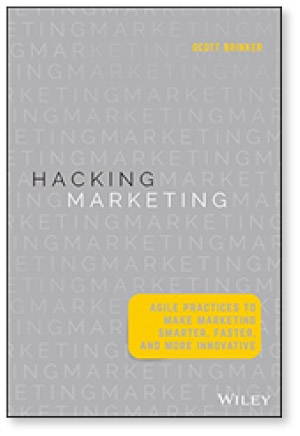 SCOTT BRINKER
HACKING
MARKETING
AGILE PRACTICES TO
MAKE MARKETING
SMARTER, FASTER,
AND MORE INNOVATIVE
WILEY